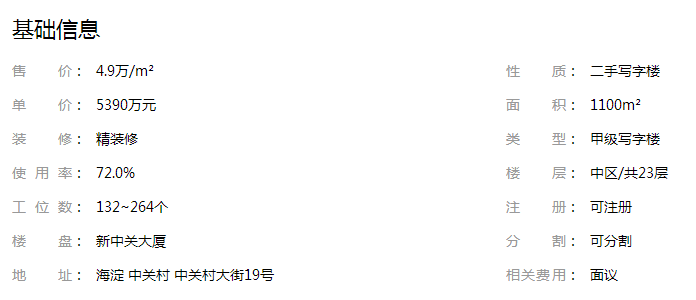 基础信息
售价： 4.9万/m² 性质： 二手写字楼
单价： 5390万元 面积： 1100m²
装修： 精装修 类型： 甲级写字楼
使用率： 72.0% 楼层： 中区/共23层
工位数： 132~264个 注册： 可注册
楼盘： 新中关大厦 分割： 可分割
地址： 海淀 中关村 中关村大街19号 相关费用： 面议